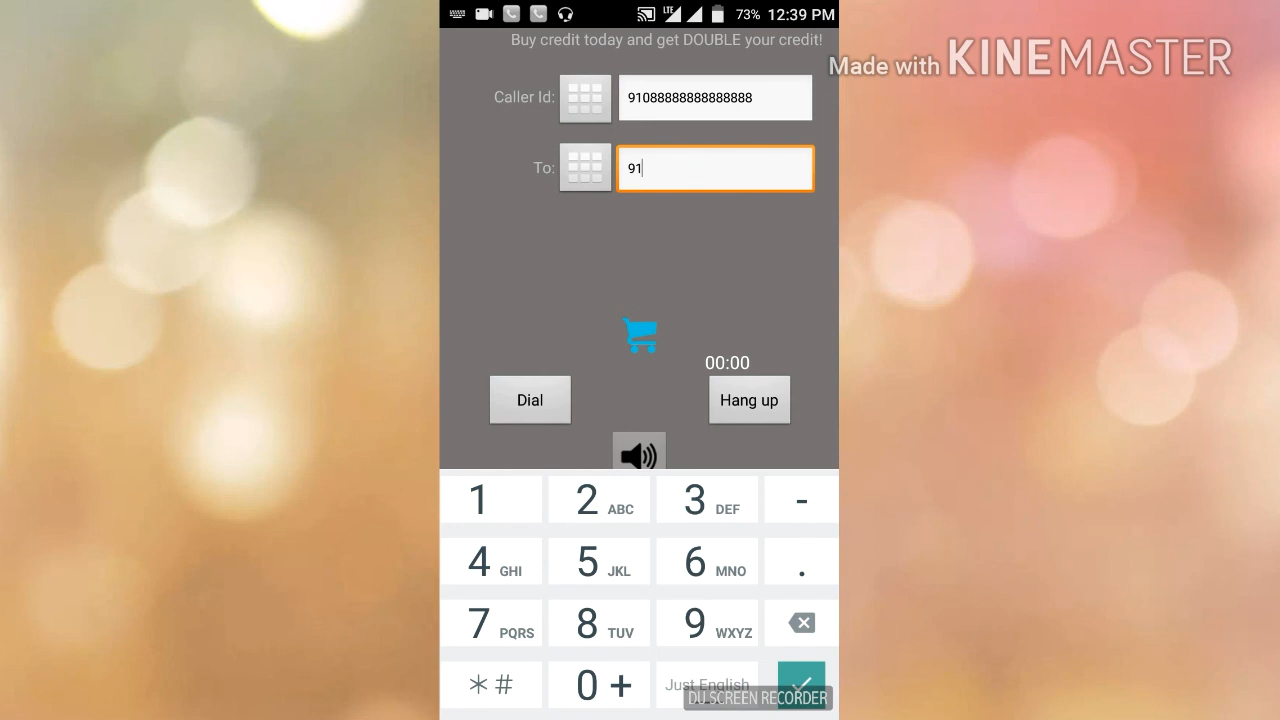 LTE 73% 12:39 PM
Buy credit today and get DOUBLE your credit!
Made with KINEMASTER
Caller Id: 91088888888888888
To: 91
00:00
Dial Hang up
1 2 ABC 3 DEF -
4 GHI 5 JKL 6 MNO .
7 PQRS 8 TUV 9 WXYZ
*# 0 + Just English
DU SCREEN RECORDER